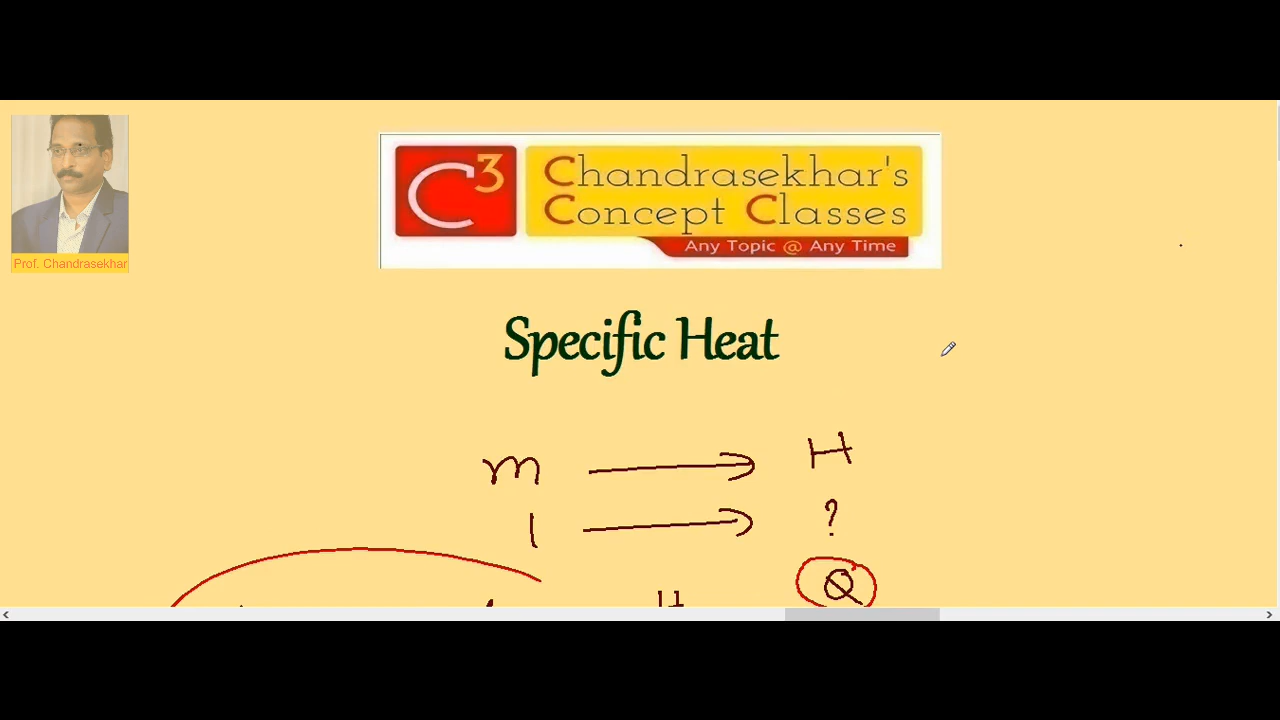 C3
Chandrasekhar's
Concept Classes
Any Topic @ Any Time
Prof. Chandrasekhar
Specific Heat
m → H
1 → ?
Q
H